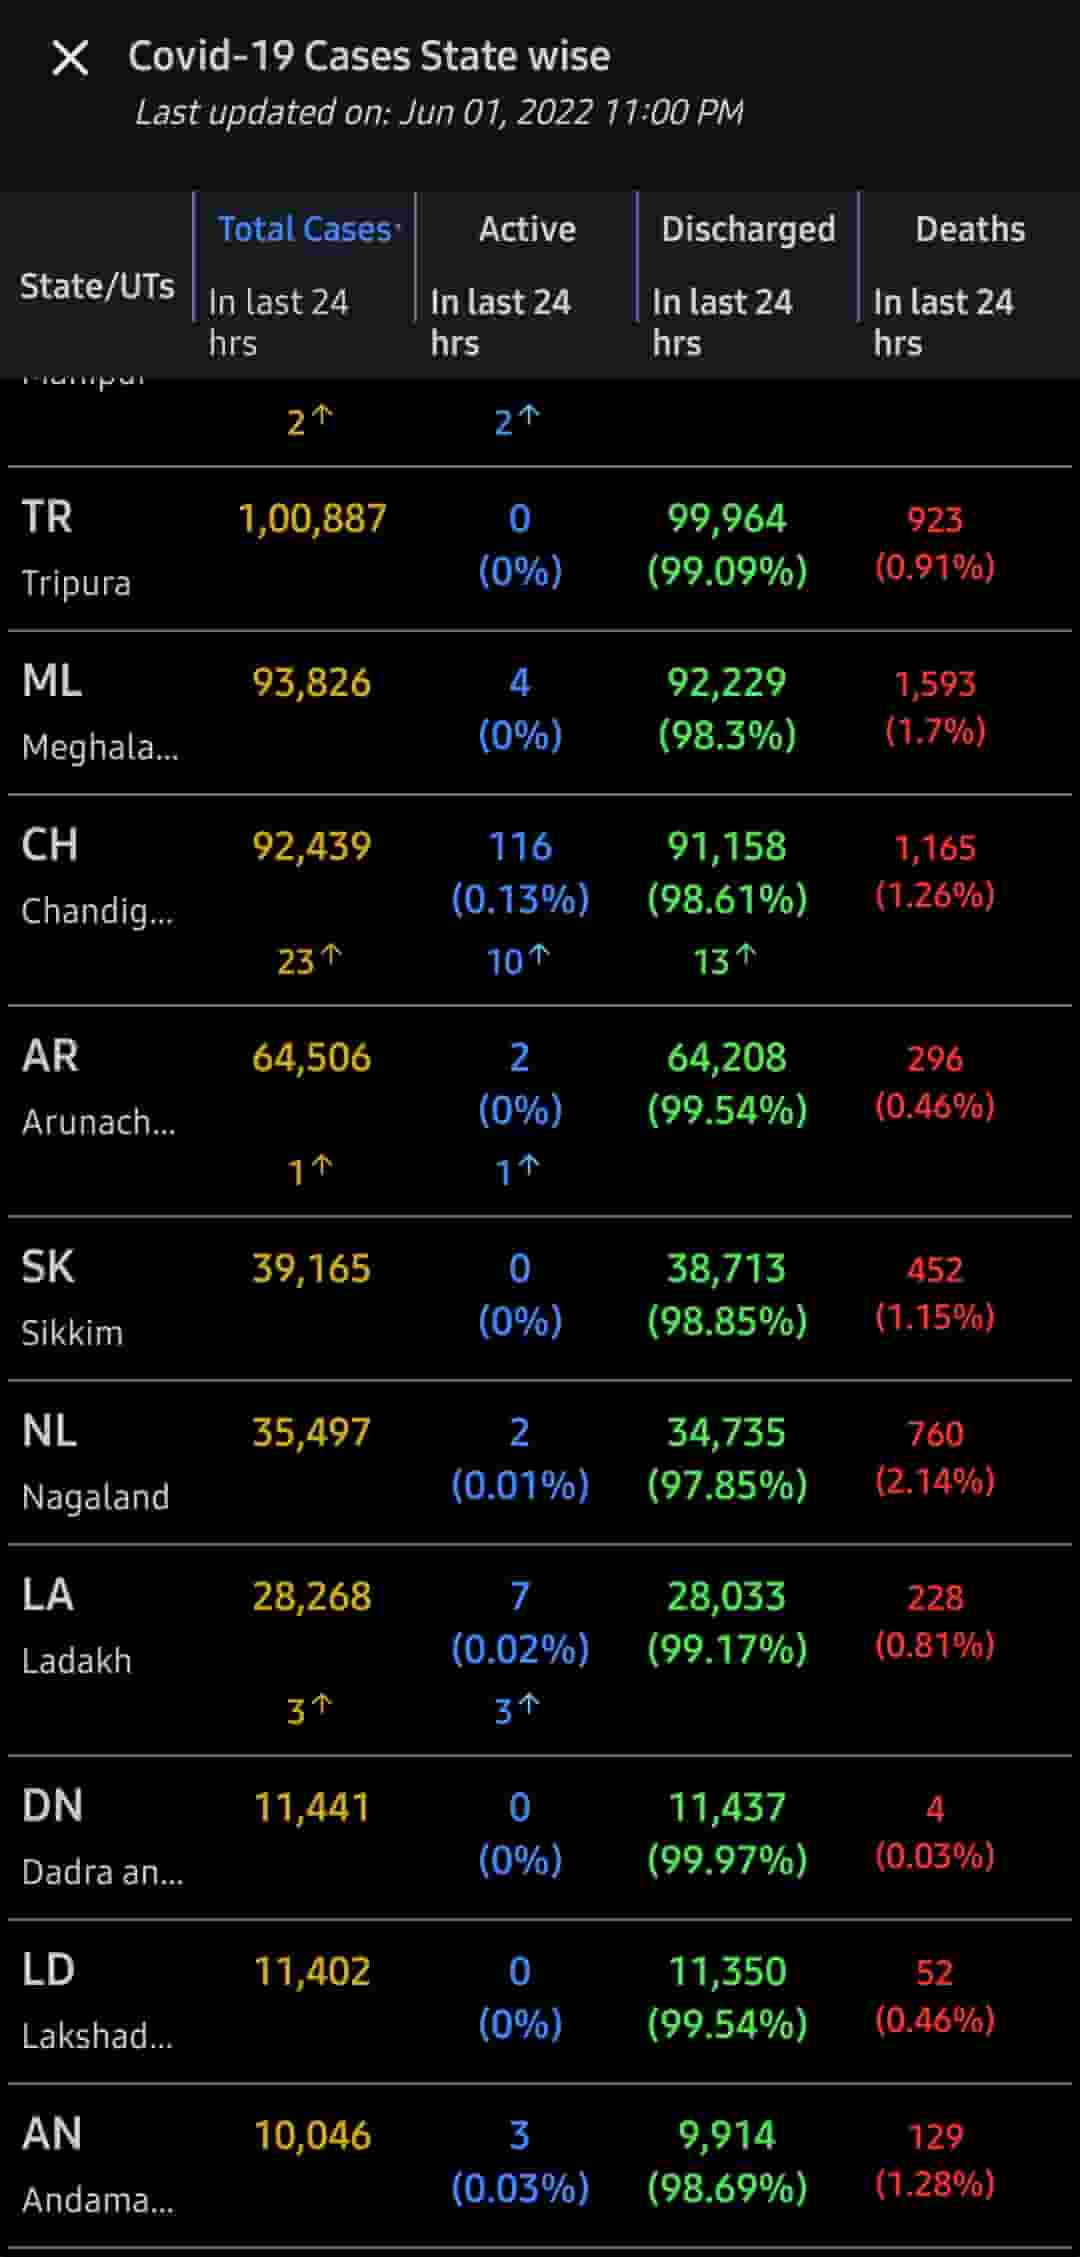 Covid-19 Cases State wise
Last updated on: Jun 01, 2022 11:00 PM
State/UTs
Total Cases
In last 24
hrs
Active
In last 24
hrs
Discharged
In last 24
hrs
Deaths
In last 24
hrs
Manipur
2↑ 2↑
TR 1,00,887 0 99,964 923
Tripura (0%) (99.09%) (0.91%)
ML 93,826 4 92,229 1,593
Meghala... (0%) (98.3%) (1.7%)
CH 92,439 116 91,158 1,165
Chandig... (0.13%) (98.61%) (1.26%)
23↑ 10↑ 13↑
AR 64,506 2 64,208 296
Arunach... (0%) (99.54%) (0.46%)
1↑ 1↑
SK 39,165 0 38,713 452
Sikkim (0%) (98.85%) (1.15%)
NL 35,497 2 34,735 760
Nagaland (0.01%) (97.85%) (2.14%)
LA 28,268 7 28,033 228
Ladakh (0.02%) (99.17%) (0.81%)
3↑ 3↑
DN 11,441 0 11,437 4
Dadra an... (0%) (99.97%) (0.03%)
LD 11,402 0 11,350 52
Lakshad... (0%) (99.54%) (0.46%)
AN 10,046 3 9,914 129
Andama... (0.03%) (98.69%) (1.28%)